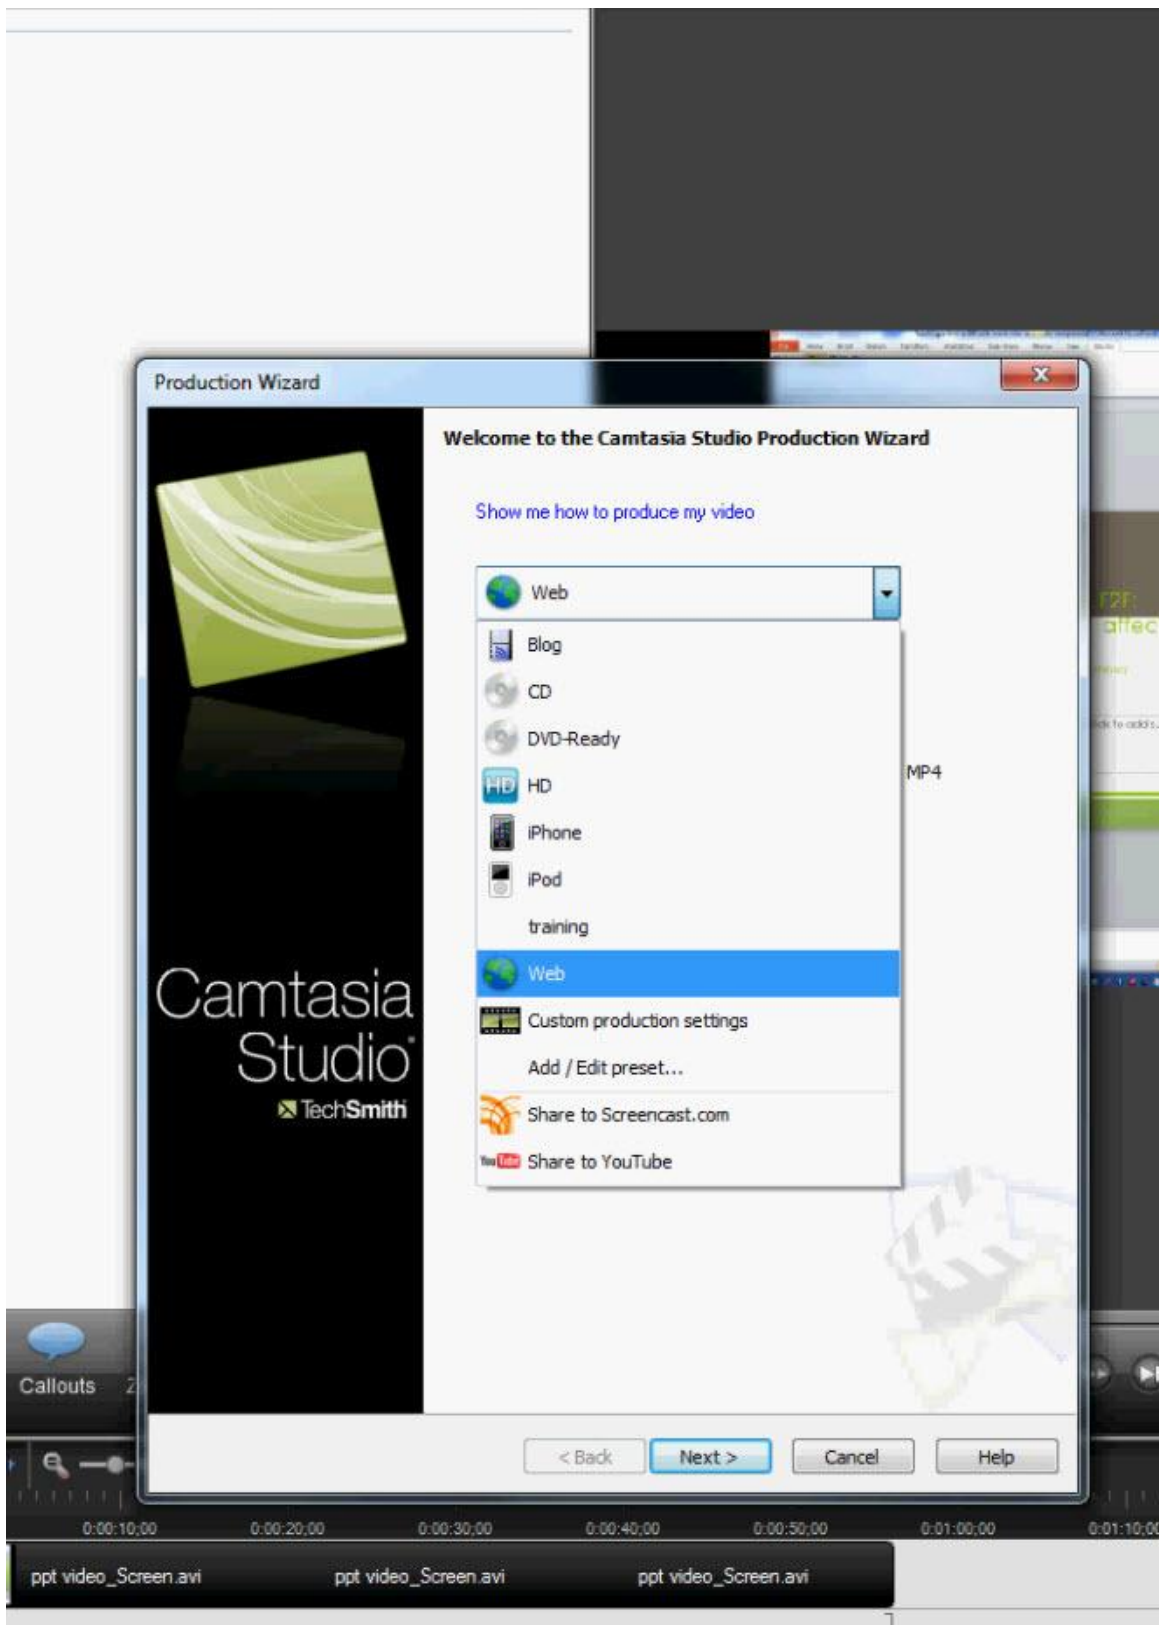 Production Wizard
Welcome to the Camtasia Studio Production Wizard
Show me how to produce my video
Web
Blog
CD
DVD-Ready
HD
HD
MP4
iPhone
iPod
training
Web
Custom production settings
Add / Edit preset...
Share to Screencast.com
YouTube Share to YouTube
Camtasia
Studio
TechSmith
F2F:
affec
Callouts
< Back
Next >
Cancel
Help
0:00:10;00
0:00:20;00
0:00:30;00
0:00:40;00
0:00:50;00
0:01:00;00
0:01:10;00
ppt video_Screen.avi
ppt video_Screen.avi
ppt video_Screen.avi